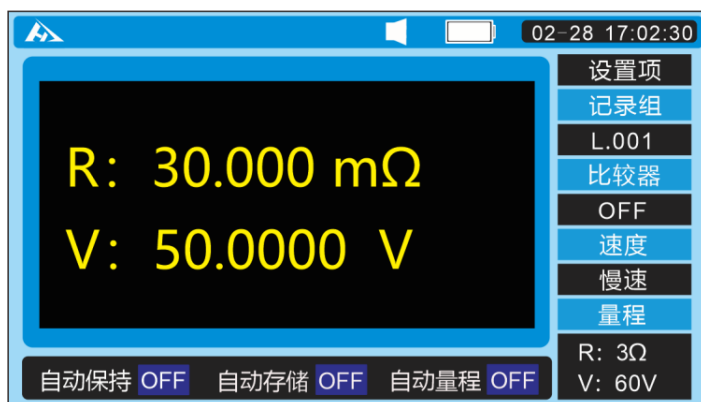 02-28 17:02:30
R: 30.000 mΩ
V: 50.0000 V
设置项
记录组
L.001
比较器
OFF
速度
慢速
量程
R: 3Ω
V: 60V
自动保持 OFF 自动存储 OFF 自动量程 OFF